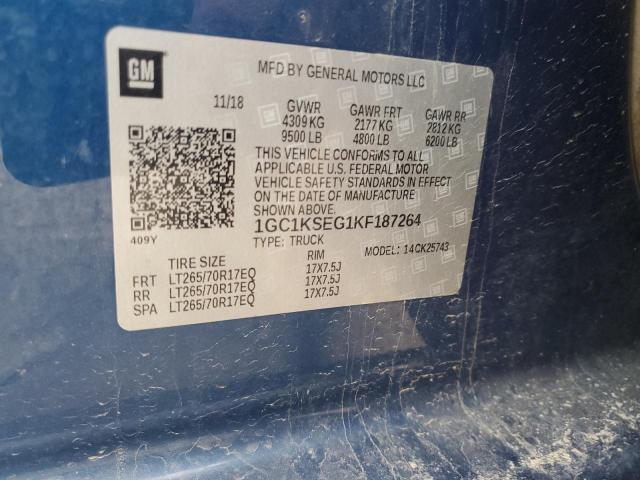 GM
MFD BY GENERAL MOTORS LLC
11/18 GVWR GAWR FRT GAWR RR
4309 KG 2177 KG 2812 KG
9500 LB 4800 LB 6200 LB
THIS VEHICLE CONFORMS TO ALL
APPLICABLE U.S. FEDERAL MOTOR
VEHICLE SAFETY STANDARDS IN EFFECT
ON THE DATE OF MANUFACTURE
SHOWN ABOVE.
1GC1KSEG1KF187264
409Y TYPE: TRUCK MODEL: 14CK25743
TIRE SIZE RIM
FRT LT265/70R17EQ 17X7.5J
RR LT265/70R17EQ 17X7.5J
SPA LT265/70R17EQ 17X7.5J